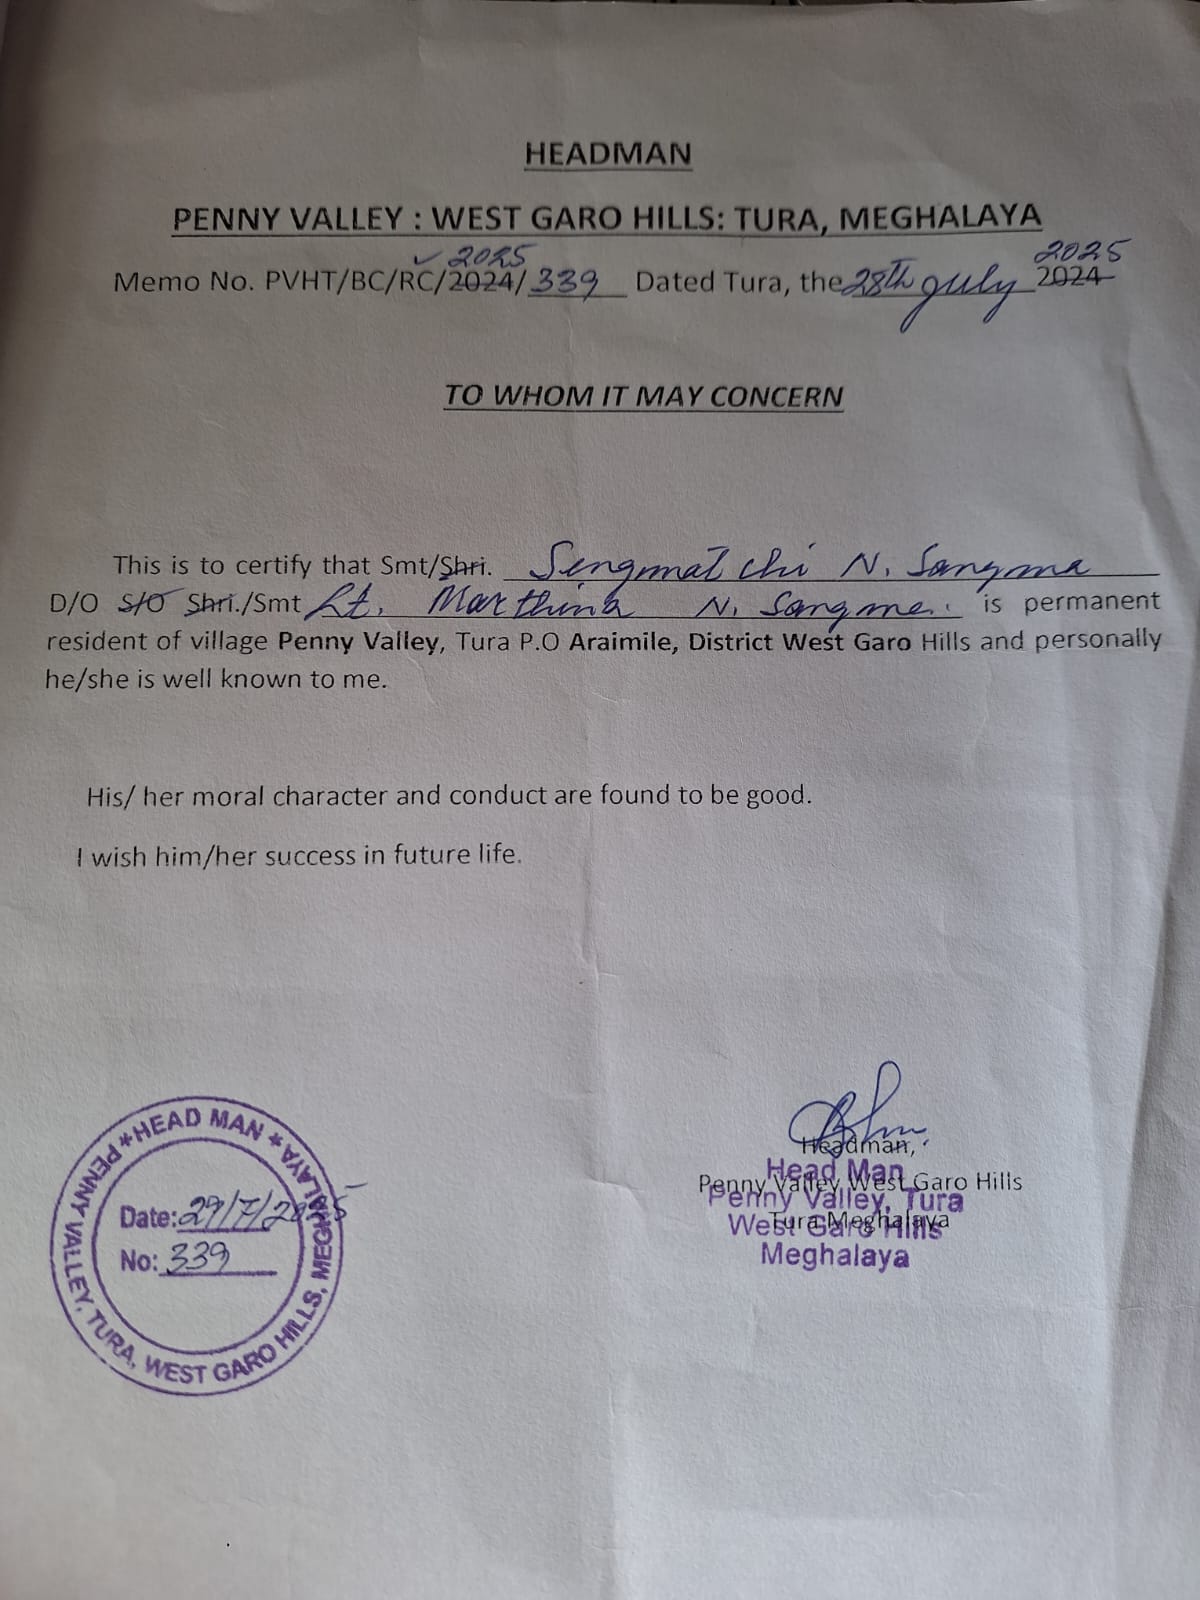 HEADMAN
PENNY VALLEY : WEST GARO HILLS: TURA, MEGHALAYA
✓ 2025 2025
Memo No. PVHT/BC/RC/2024/ 339 Dated Tura, the 28th July 2024
TO WHOM IT MAY CONCERN
This is to certify that Smt/Shri. Sengmatchi N. Sangma
D/O S/O Shri./Smt Lt. Marthina N. Sangma. is permanent
resident of village Penny Valley, Tura P.O Araimile, District West Garo Hills and personally
he/she is well known to me.
His/ her moral character and conduct are found to be good.
I wish him/her success in future life.
Headman,
Penny Valley West Garo Hills
Tura Meghalaya
Head Man
Penny Valley, Tura
West Garo Hills
Meghalaya
*HEAD MAN*
PENNY VALLEY, TURA, WEST GARO HILLS, MEGHALAYA
Date: 29/7/2025
No: 339